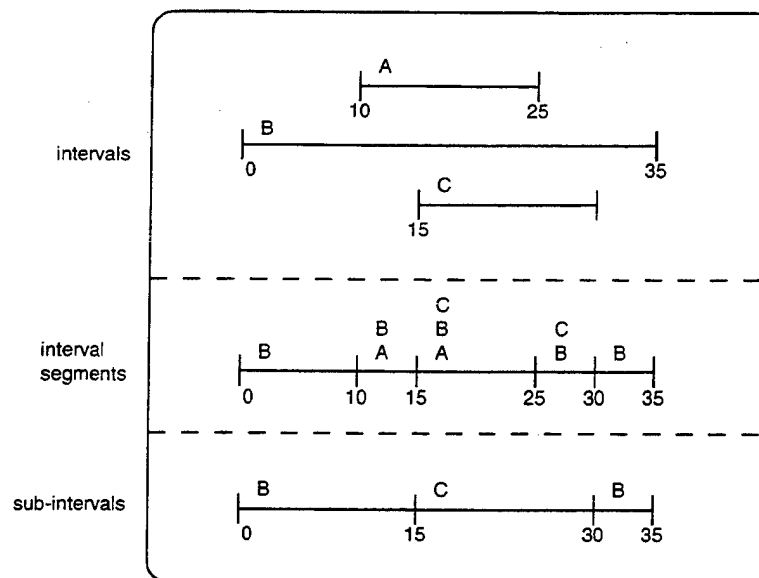 A
10 25
B
intervals
0 35
C
15
C
B B C
interval B A A B B
segments
0 10 15 25 30 35
B C B
sub-intervals
0 15 30 35